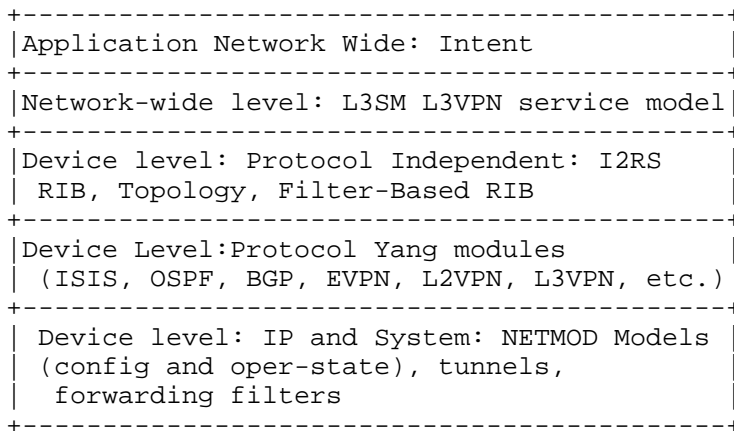 +--------------------------------------------+
|Application Network Wide: Intent            |
+--------------------------------------------+
|Network-wide level: L3SM L3VPN service model|
+--------------------------------------------+
|Device level: Protocol Independent: I2RS    |
| RIB, Topology, Filter-Based RIB            |
+--------------------------------------------+
|Device Level:Protocol Yang modules          |
| (ISIS, OSPF, BGP, EVPN, L2VPN, L3VPN, etc.)|
+--------------------------------------------+
| Device level: IP and System: NETMOD Models |
| (config and oper-state), tunnels,          |
|  forwarding filters                        |
+--------------------------------------------+